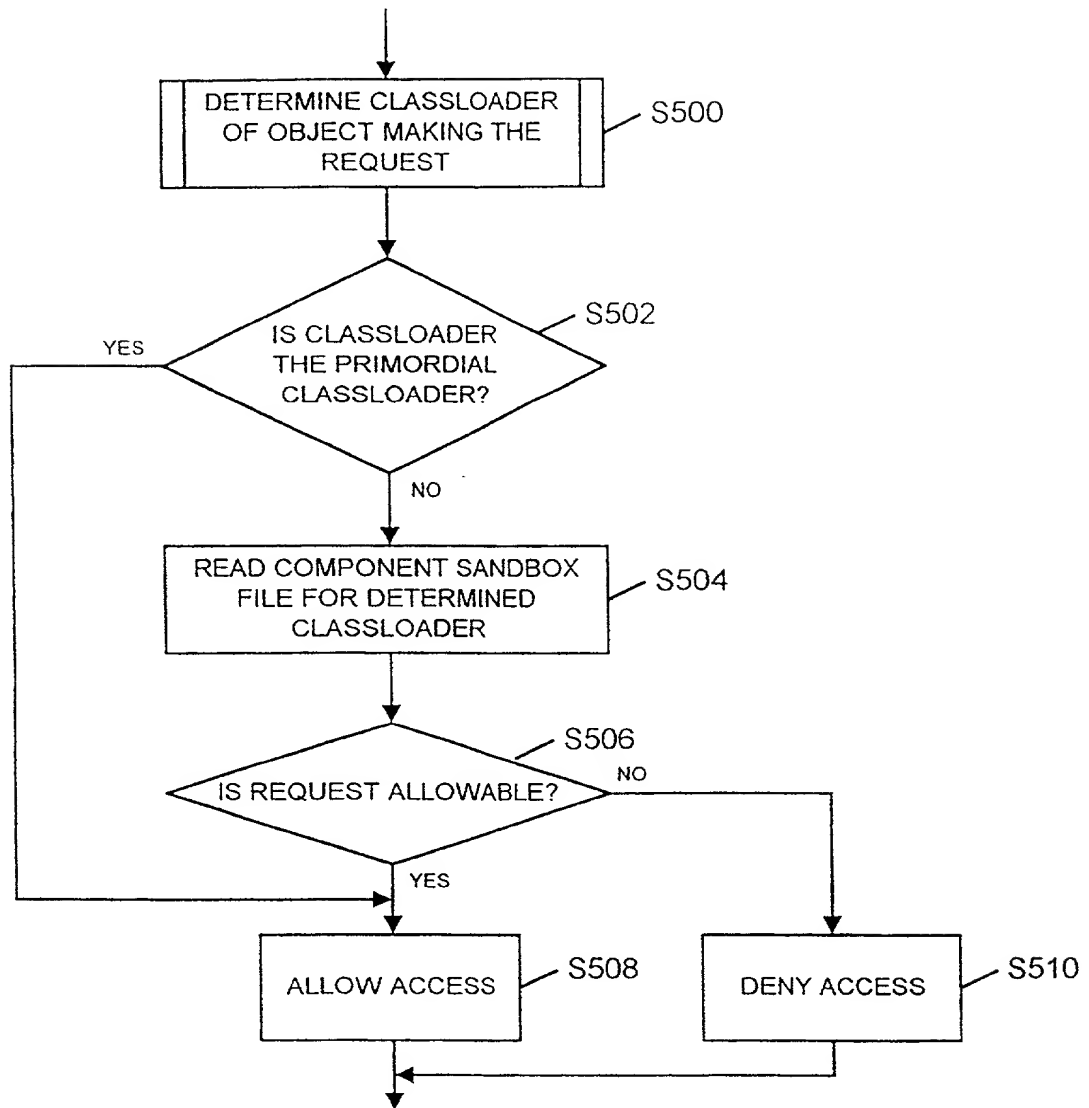 DETERMINE CLASSLOADER
OF OBJECT MAKING THE
REQUEST
S500
S502
YES
IS CLASSLOADER
THE PRIMORDIAL
CLASSLOADER?
NO
READ COMPONENT SANDBOX
FILE FOR DETERMINED
CLASSLOADER
S504
S506
NO
IS REQUEST ALLOWABLE?
YES
ALLOW ACCESS
S508
DENY ACCESS
S510